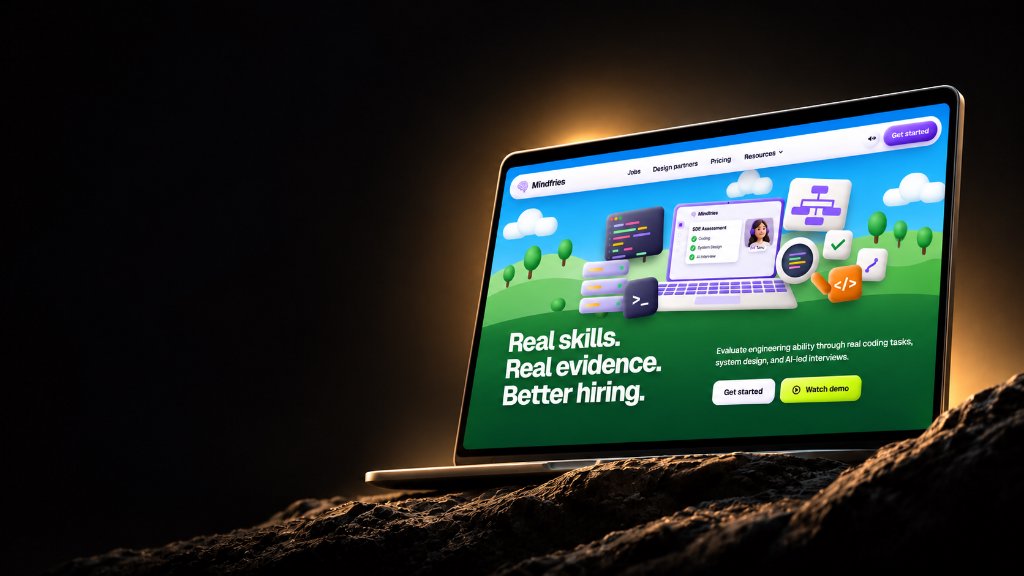 Mindfries
Jobs
Design partners
Pricing
Resources
Get started
Mindfries
SDE Assessment
Coding
System Design
AI Interview
>_
</>
Real skills.
Real evidence.
Better hiring.
Evaluate engineering ability through real coding tasks,
system design, and AI-led interviews.
Get started
Watch demo